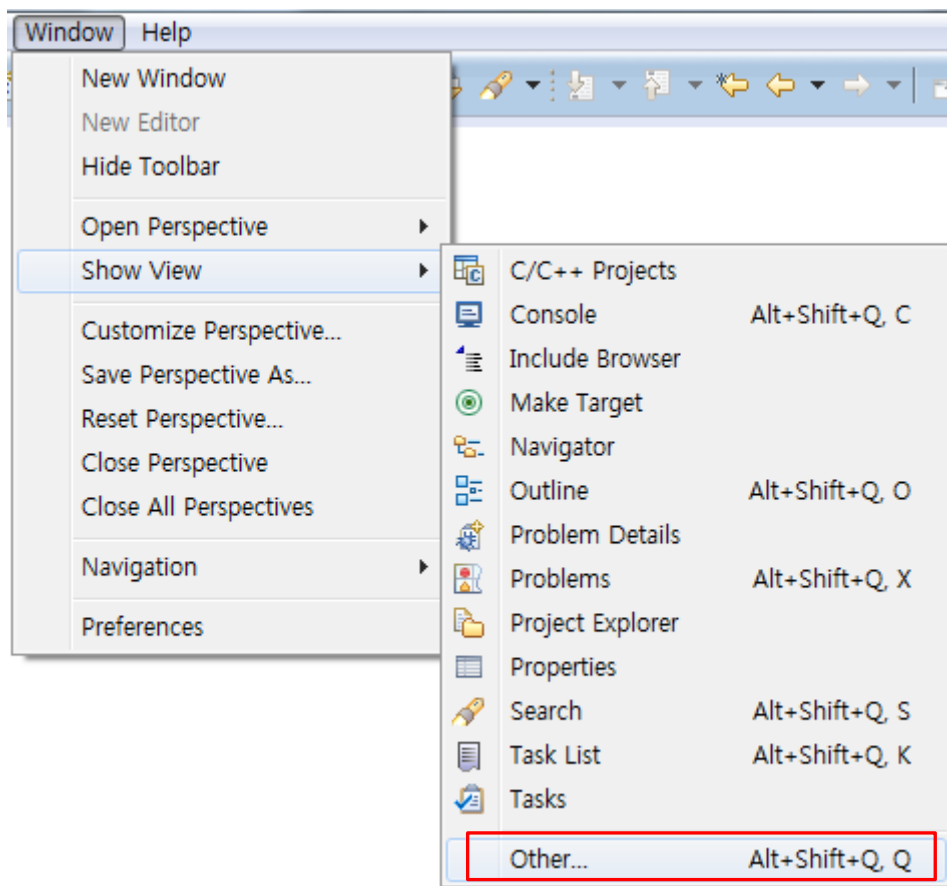 Window Help
New Window
New Editor
Hide Toolbar
Open Perspective
Show View
Customize Perspective...
Save Perspective As...
Reset Perspective...
Close Perspective
Close All Perspectives
Navigation
Preferences
C/C++ Projects
Console Alt+Shift+Q, C
Include Browser
Make Target
Navigator
Outline Alt+Shift+Q, O
Problem Details
Problems Alt+Shift+Q, X
Project Explorer
Properties
Search Alt+Shift+Q, S
Task List Alt+Shift+Q, K
Tasks
Other... Alt+Shift+Q, Q